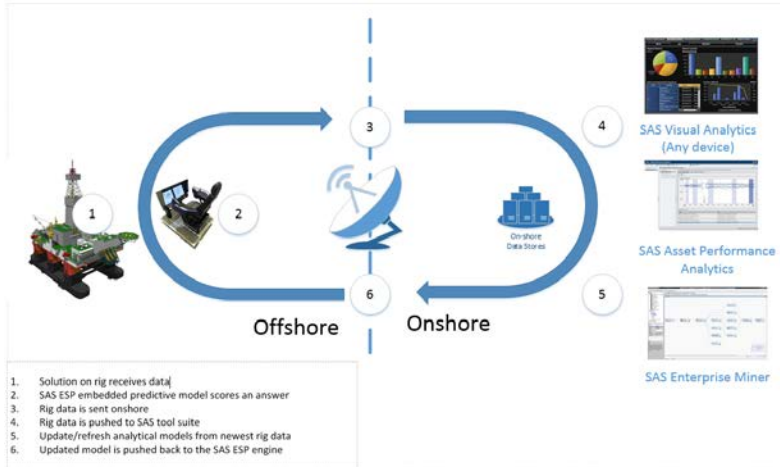 1
2
3
4
5
6
SAS Visual Analytics
(Any device)
On-shore
Data Stores
SAS Asset Performance
Analytics
Offshore
Onshore
SAS Enterprise Miner
1. Solution on rig receives data
2. SAS ESP embedded predictive model scores an answer
3. Rig data is sent onshore
4. Rig data is pushed to SAS tool suite
5. Update/refresh analytical models from newest rig data
6. Updated model is pushed back to the SAS ESP engine